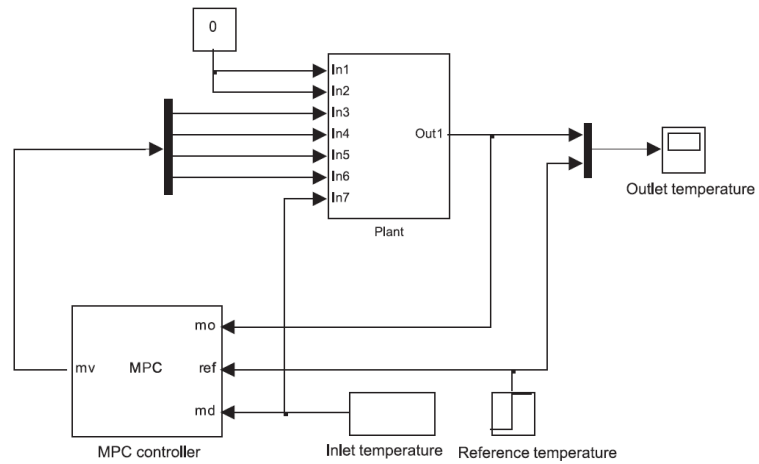 0
In1
In2
In3
In4
In5
In6
In7
Out1
Plant
Outlet temperature
mo
mv
MPC
ref
md
MPC controller
Inlet temperature
Reference temperature